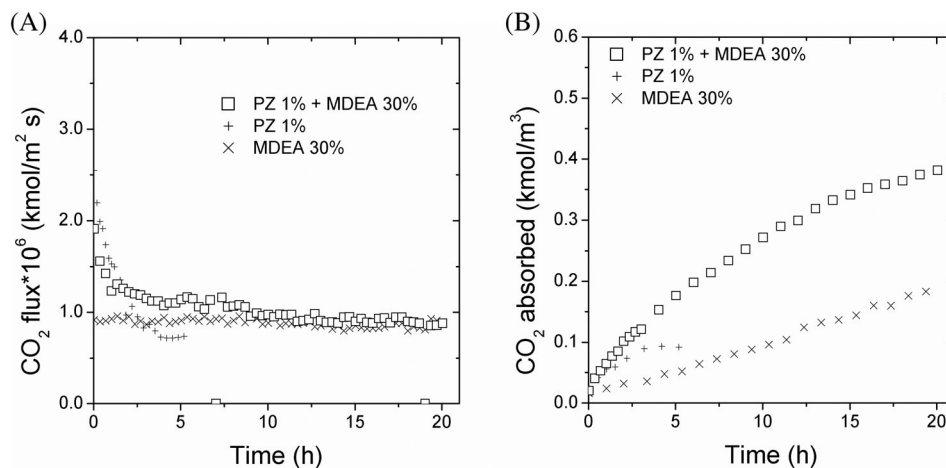 (A)
4.0
3.0
2.0
1.0
0.0
CO2 flux*10^6 (kmol/m^2 s)
PZ 1% + MDEA 30%
PZ 1%
MDEA 30%
0 5 10 15 20
Time (h)
(B)
0.6
0.5
0.4
0.3
0.2
0.1
0.0
CO2 absorbed (kmol/m^3)
PZ 1% + MDEA 30%
PZ 1%
MDEA 30%
0 5 10 15 20
Time (h)